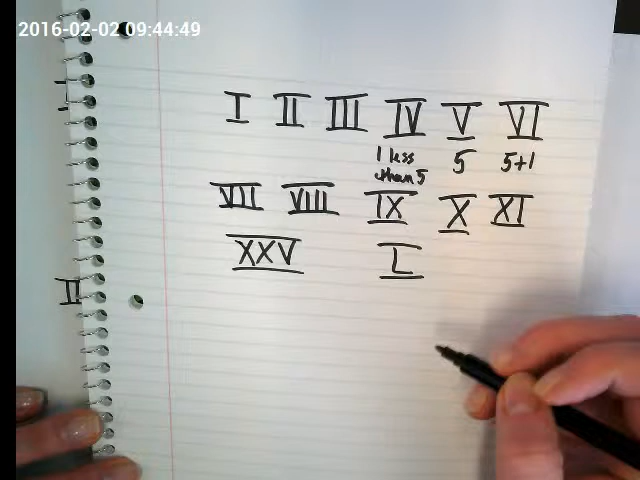 2016-02-02 09:44:49
I II III IV V VI
1 less than 5 5 5+1
VII VIII IX X XI
XXV L
II